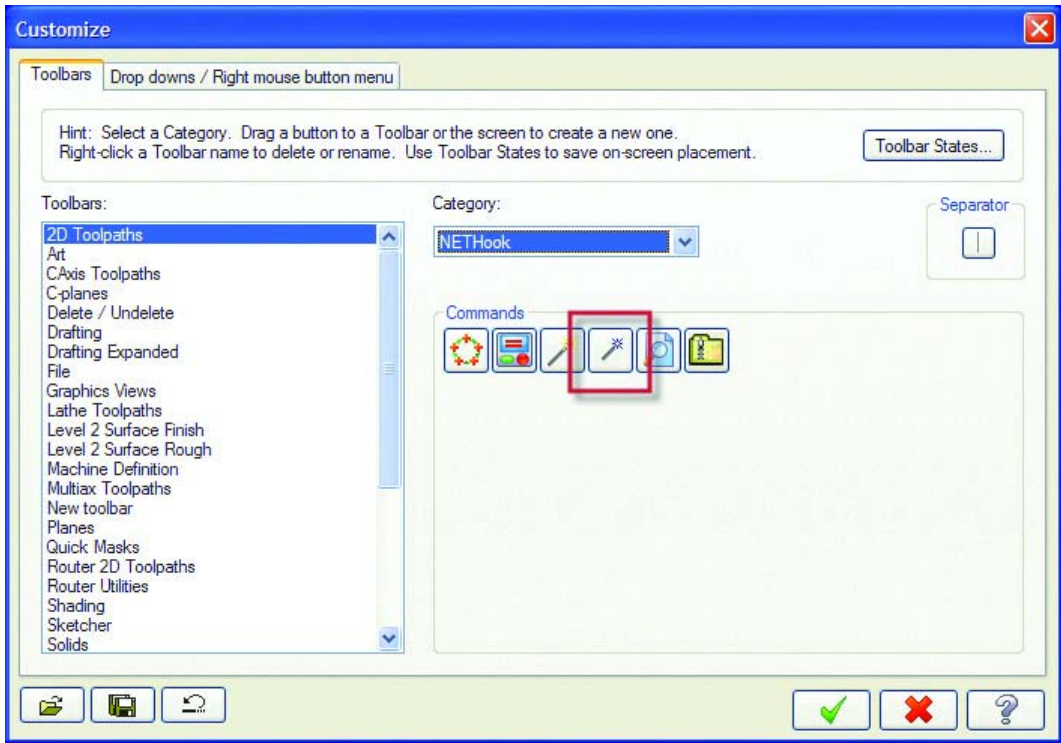 Customize
Toolbars
Drop downs / Right mouse button menu
Hint: Select a Category. Drag a button to a Toolbar or the screen to create a new one.
Right-click a Toolbar name to delete or rename. Use Toolbar States to save on-screen placement.
Toolbar States...
Toolbars:
2D Toolpaths
Art
CAxis Toolpaths
C-planes
Delete / Undelete
Drafting
Drafting Expanded
File
Graphics Views
Lathe Toolpaths
Level 2 Surface Finish
Level 2 Surface Rough
Machine Definition
Multiax Toolpaths
New toolbar
Planes
Quick Masks
Router 2D Toolpaths
Router Utilities
Shading
Sketcher
Solids
Category:
NETHook
Separator
Commands